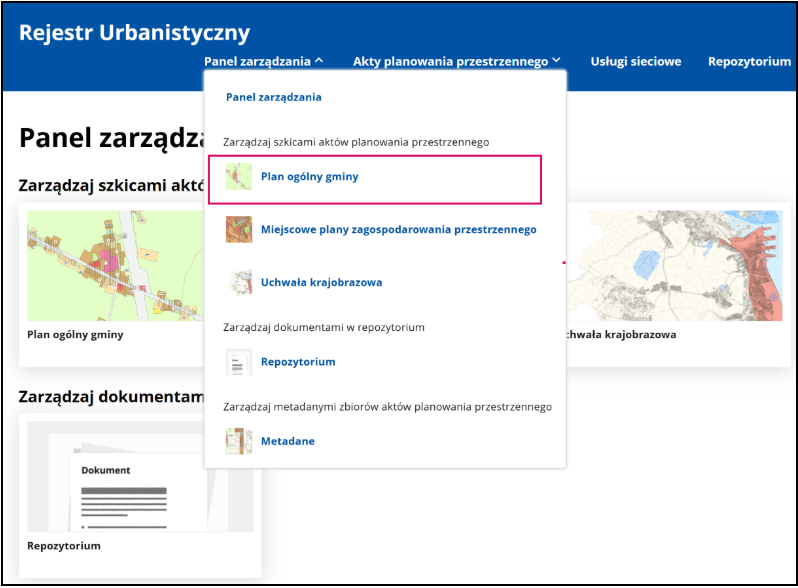 Rejestr Urbanistyczny
Panel zarządzania
Akty planowania przestrzennego
Usługi sieciowe
Repozytorium
Panel zarządz
Zarządzaj szkicami aktó
Plan ogólny gminy
chwała krajobrazowa
Zarządzaj dokumentam
Dokument
Repozytorium
Panel zarządzania
Zarządzaj szkicami aktów planowania przestrzennego
Plan ogólny gminy
Miejscowe plany zagospodarowania przestrzennego
Uchwała krajobrazowa
Zarządzaj dokumentami w repozytorium
Repozytorium
Zarządzaj metadanymi zbiorów aktów planowania przestrzennego
Metadane